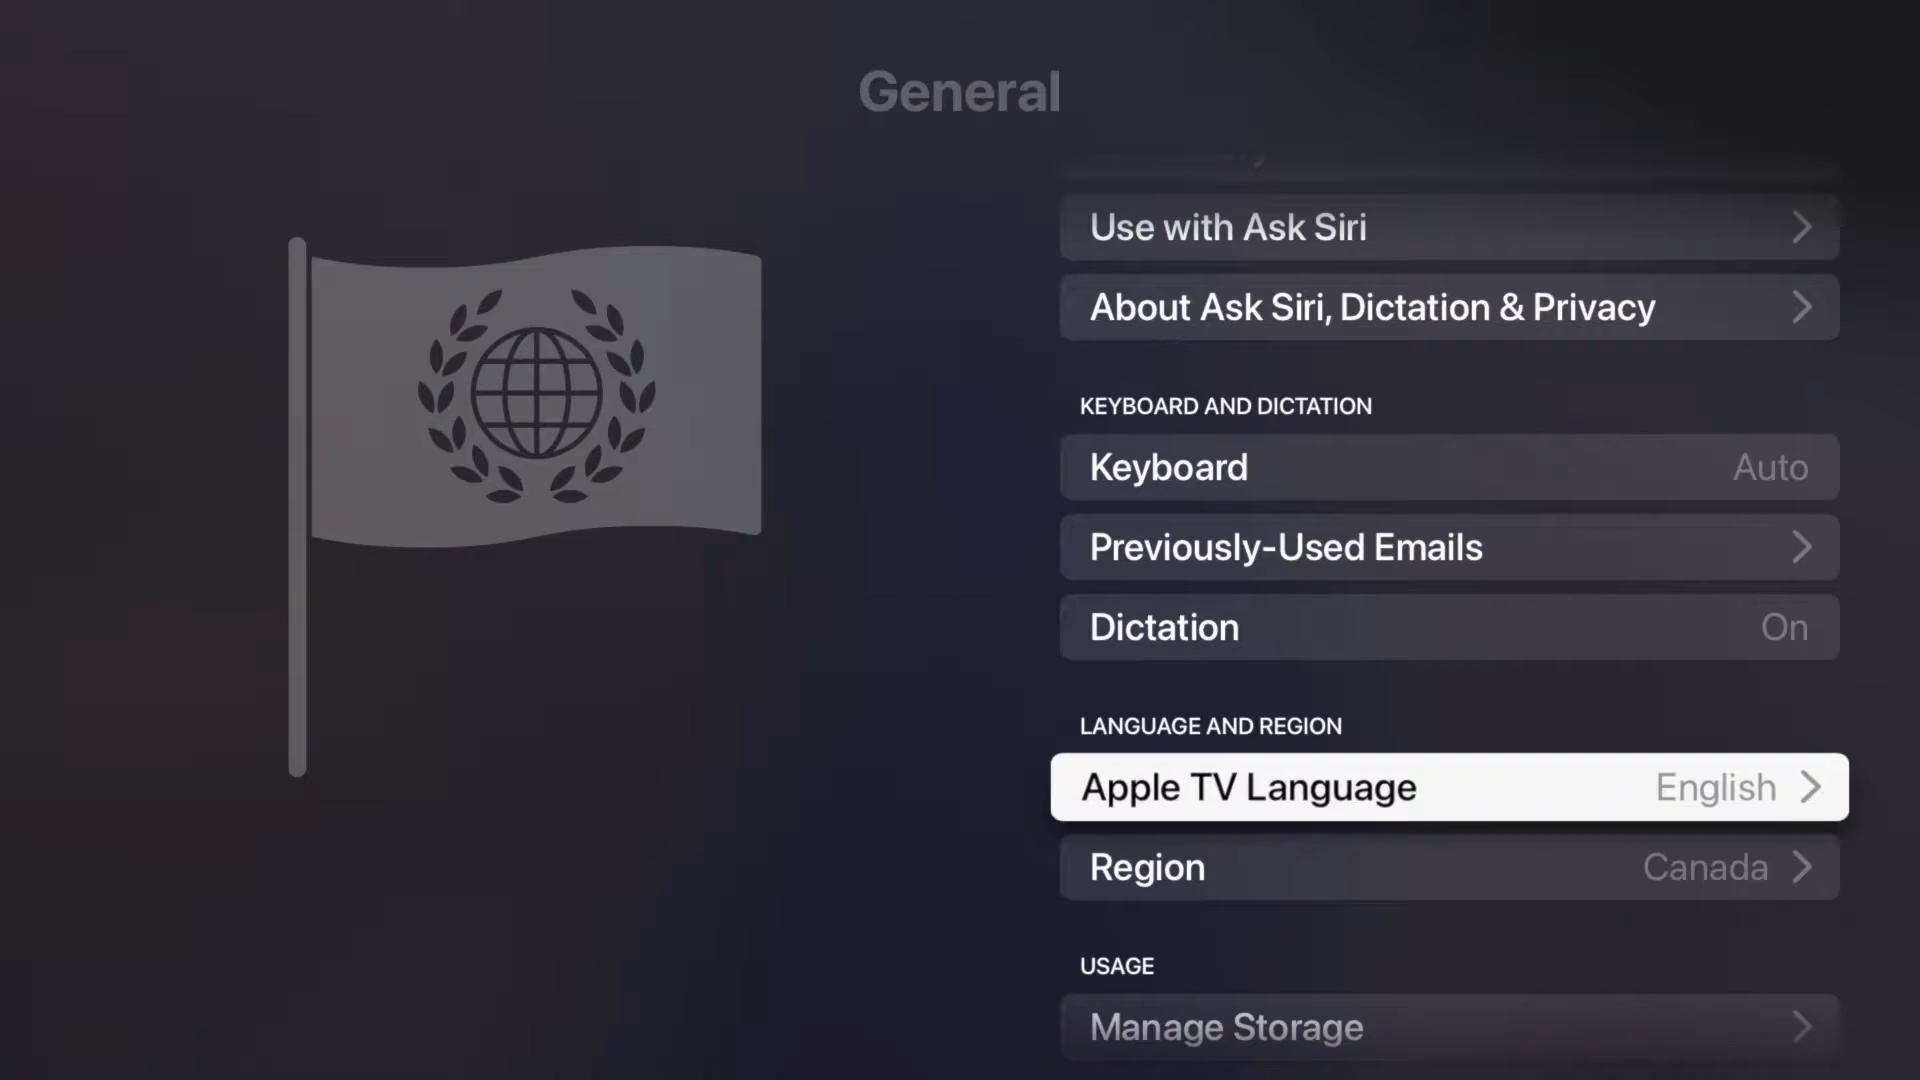 General
Use with Ask Siri
About Ask Siri, Dictation & Privacy
KEYBOARD AND DICTATION
Keyboard Auto
Previously-Used Emails
Dictation On
LANGUAGE AND REGION
Apple TV Language English
Region Canada
USAGE
Manage Storage